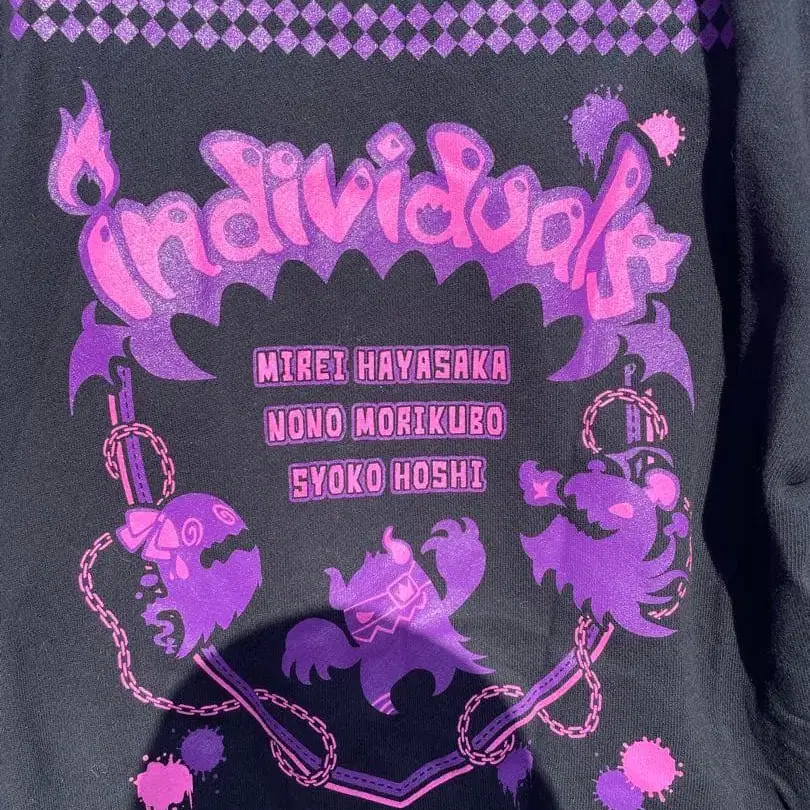 individuals
MIREI HAYASAKA
NONO MORIKUBO
SYOKO HOSHI